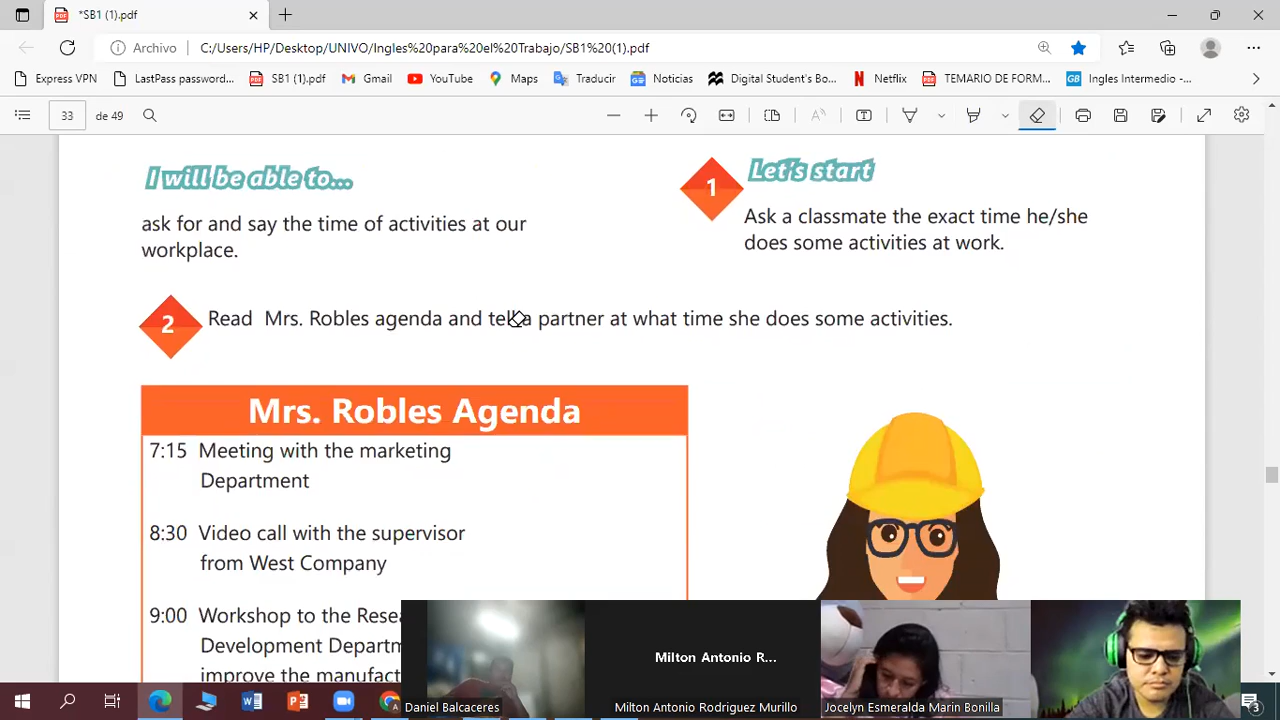 *SB1 (1).pdf
Archivo
C:/Users/HP/Desktop/UNIVO/Ingles%20para%20el%20Trabajo/SB1%20(1).pdf
Express VPN
LastPass password...
SB1 (1).pdf
Gmail
YouTube
Maps
Traducir
Noticias
Digital Student's Bo...
Netflix
TEMARIO DE FORM...
GB
Ingles Intermedio -...
33
de 49
I will be able to...
ask for and say the time of activities at our
workplace.
1
Let's start
Ask a classmate the exact time he/she
does some activities at work.
2
Read Mrs. Robles agenda and tell a partner at what time she does some activities.
Mrs. Robles Agenda
7:15 Meeting with the marketing
Department
8:30 Video call with the supervisor
from West Company
9:00 Workshop to the
Development
improve the
Milton Antonio R...
Daniel Balcaceres
Milton Antonio Rodriguez Murillo
Jocelyn Esmeralda Marin Bonilla
3